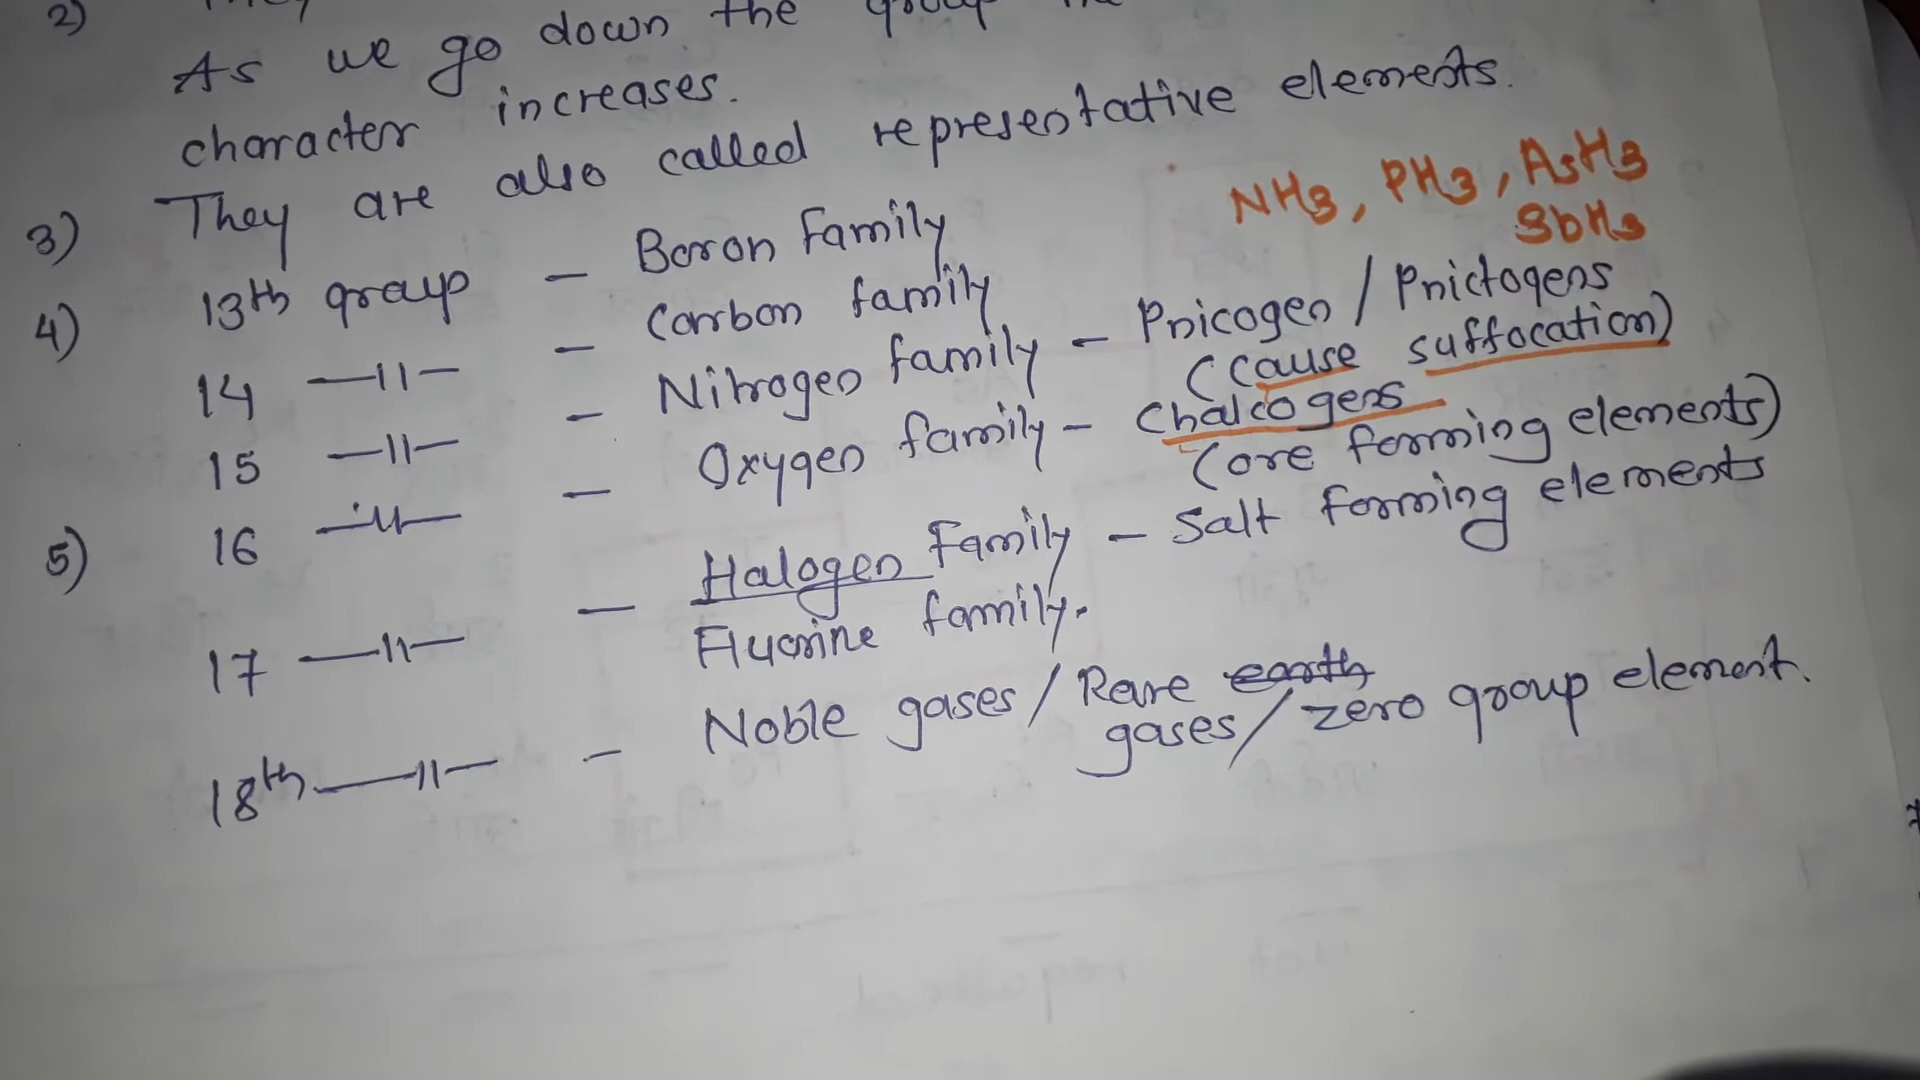 2) They
As we go down the group
character increases.
3) They are also called representative elements.
NH3, PH3, AsH3
SbH3
4) 13th group - Boron Family
14 —11— - Carbon family
15 —11— - Nitrogen family - Pnicogen / Pnictogens
(cause suffocation)
16 —11— - Oxygen family - Chalcogens
(ore forming elements)
5)
17 —11— - Halogen Family - Salt forming elements
Fluorine family.
18th —11— - Noble gases / Rare earth
gases / zero group element.